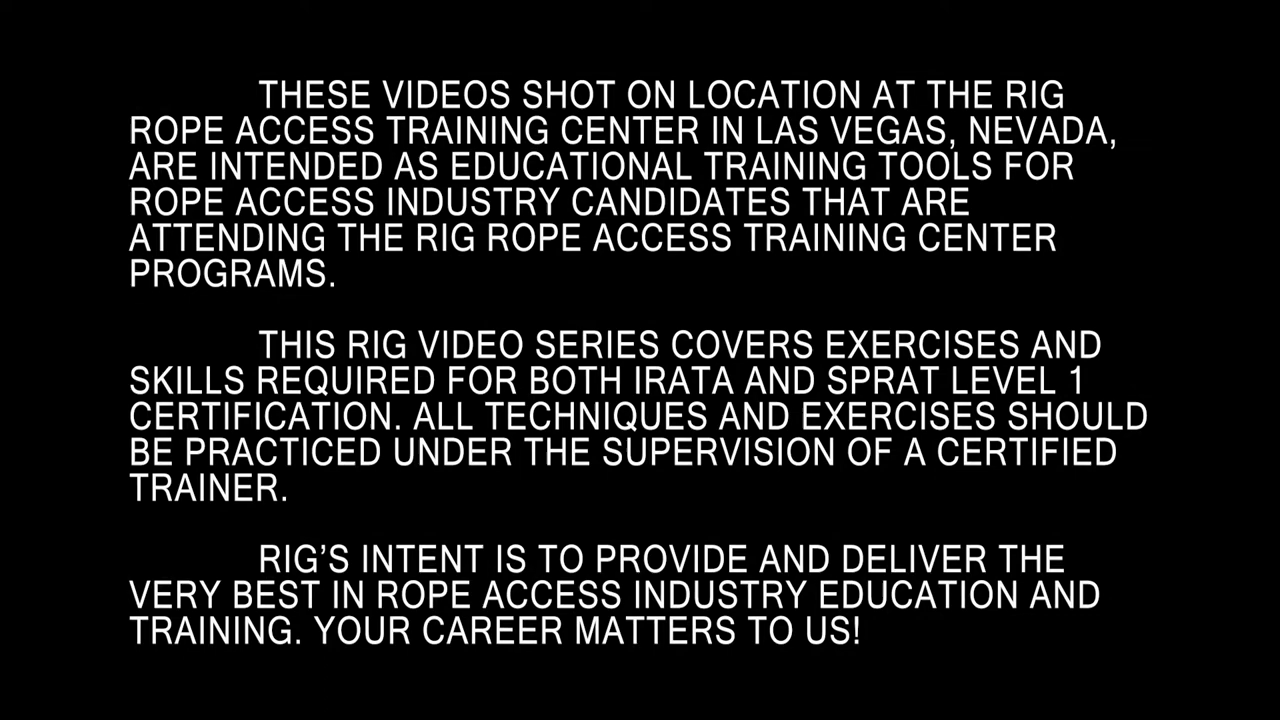 THESE VIDEOS SHOT ON LOCATION AT THE RIG
ROPE ACCESS TRAINING CENTER IN LAS VEGAS, NEVADA,
ARE INTENDED AS EDUCATIONAL TRAINING TOOLS FOR
ROPE ACCESS INDUSTRY CANDIDATES THAT ARE
ATTENDING THE RIG ROPE ACCESS TRAINING CENTER
PROGRAMS.
THIS RIG VIDEO SERIES COVERS EXERCISES AND
SKILLS REQUIRED FOR BOTH IRATA AND SPRAT LEVEL 1
CERTIFICATION. ALL TECHNIQUES AND EXERCISES SHOULD
BE PRACTICED UNDER THE SUPERVISION OF A CERTIFIED
TRAINER.
RIG’S INTENT IS TO PROVIDE AND DELIVER THE
VERY BEST IN ROPE ACCESS INDUSTRY EDUCATION AND
TRAINING. YOUR CAREER MATTERS TO US!